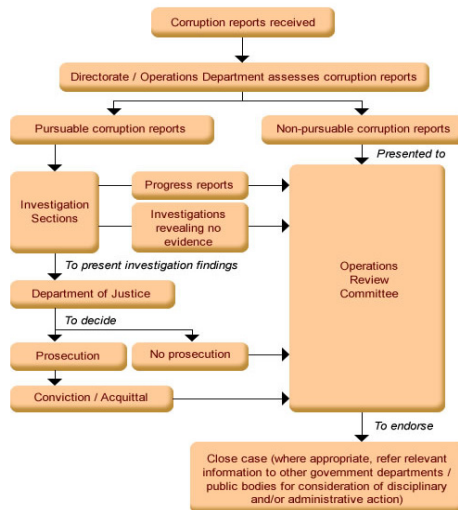 Corruption reports received
Directorate / Operations Department assesses corruption reports
Pursuable corruption reports
Non-pursuable corruption reports
Presented to
Investigation
Sections
Progress reports
Investigations
revealing no
evidence
Operations
Review
Committee
To present investigation findings
Department of Justice
To decide
Prosecution
No prosecution
Conviction / Acquittal
To endorse
Close case (where appropriate, refer relevant
information to other government departments /
public bodies for consideration of disciplinary
and/or administrative action)